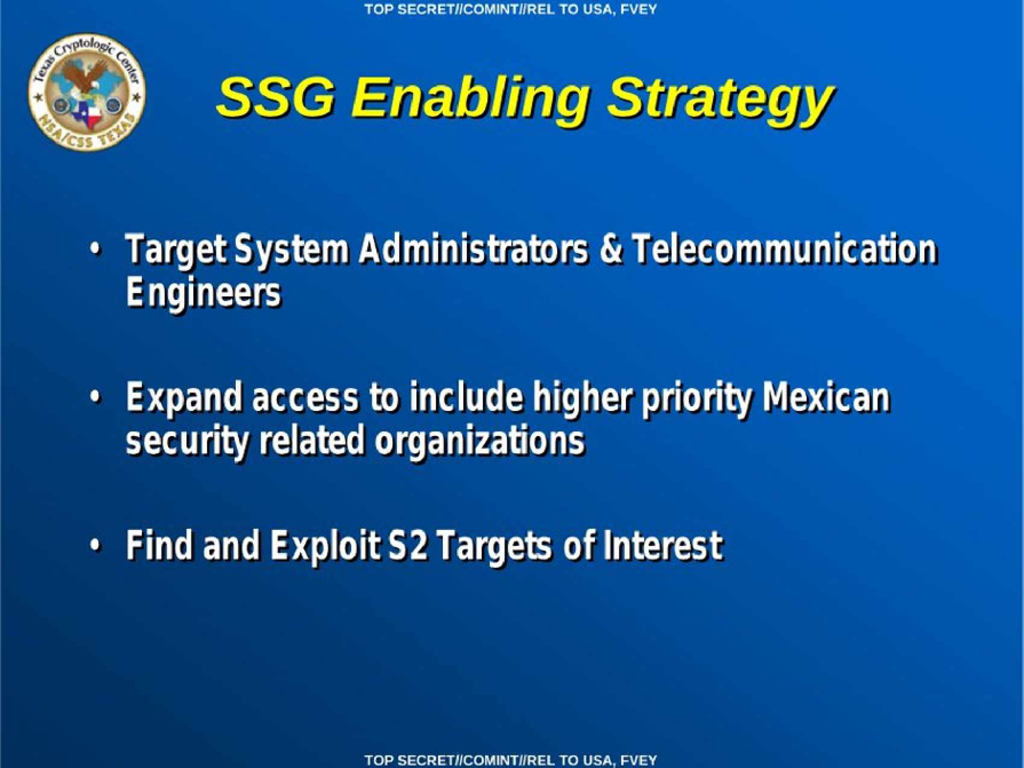 TOP SECRET//COMINT//REL TO USA, FVEY
Texas Cryptologic Center
NSA/CSS TEXAS
SSG Enabling Strategy
• Target System Administrators & Telecommunication
Engineers
• Expand access to include higher priority Mexican
security related organizations
• Find and Exploit S2 Targets of Interest
TOP SECRET//COMINT//REL TO USA, FVEY